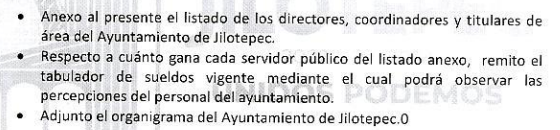 • Anexo al presente el listado de los directores, coordinadores y titulares de
área del Ayuntamiento de Jilotepec.
• Respecto a cuánto gana cada servidor público del listado anexo, remito el
tabulador de sueldos vigente mediante el cual podrá observar las
percepciones del personal del ayuntamiento.
UNIDOS PODEMOS
• Adjunto el organigrama del Ayuntamiento de Jilotepec.0